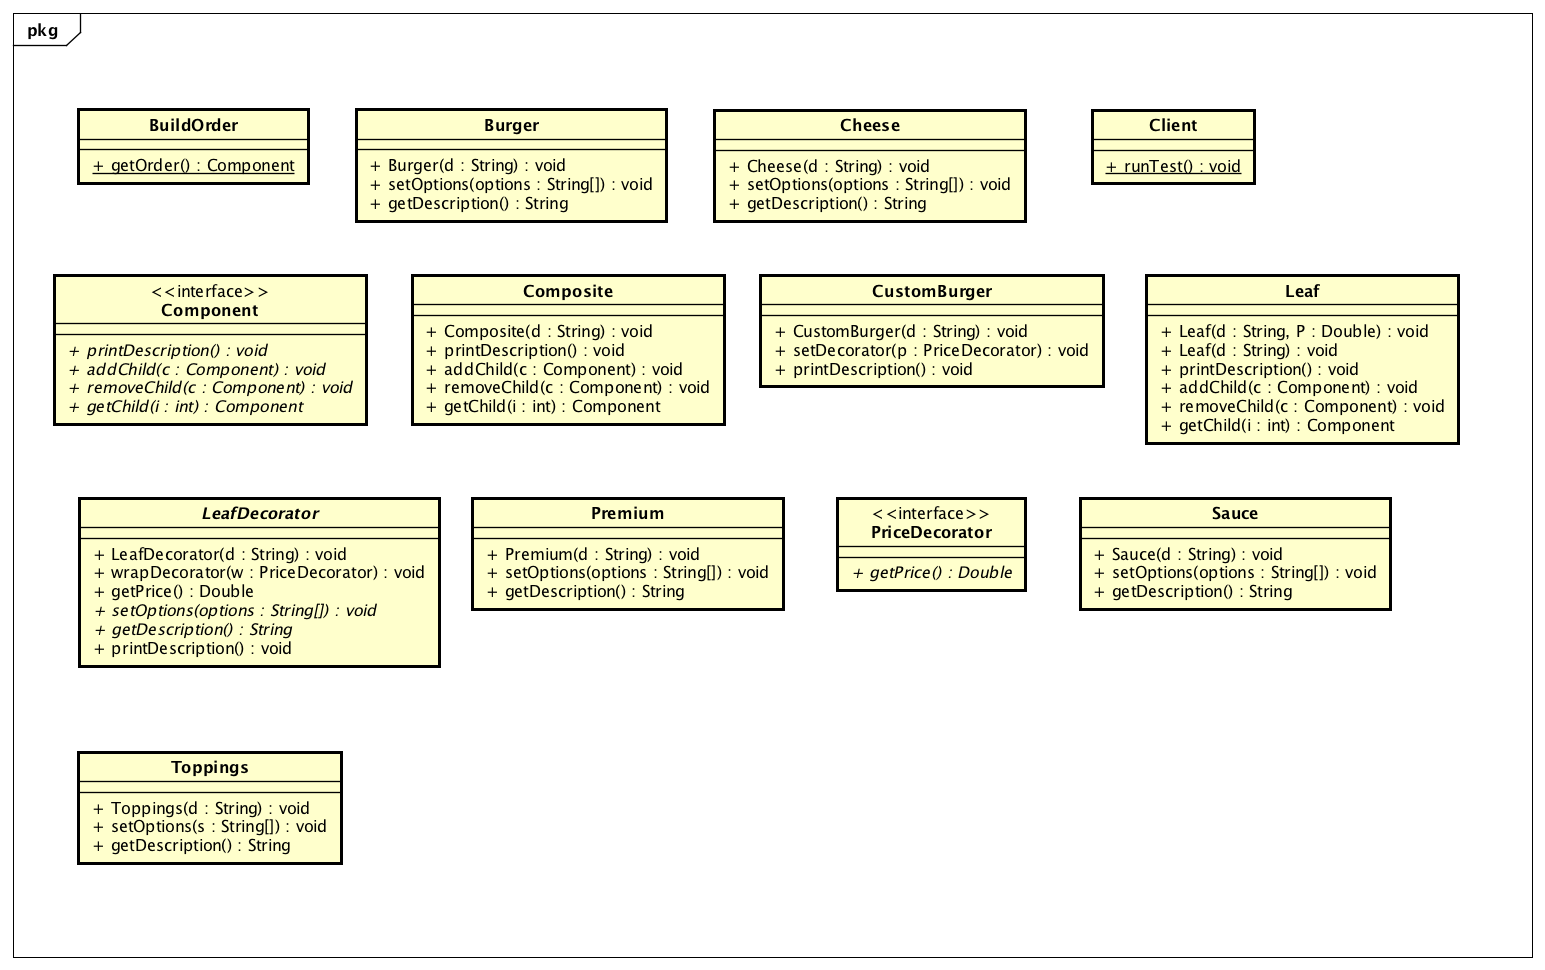 pkg
BuildOrder
+ getOrder() : Component
Burger
+ Burger(d : String) : void
+ setOptions(options : String[]) : void
+ getDescription() : String
Cheese
+ Cheese(d : String) : void
+ setOptions(options : String[]) : void
+ getDescription() : String
Client
+ runTest() : void
<<interface>>
Component
+ printDescription() : void
+ addChild(c : Component) : void
+ removeChild(c : Component) : void
+ getChild(i : int) : Component
Composite
+ Composite(d : String) : void
+ printDescription() : void
+ addChild(c : Component) : void
+ removeChild(c : Component) : void
+ getChild(i : int) : Component
CustomBurger
+ CustomBurger(d : String) : void
+ setDecorator(p : PriceDecorator) : void
+ printDescription() : void
Leaf
+ Leaf(d : String, P : Double) : void
+ Leaf(d : String) : void
+ printDescription() : void
+ addChild(c : Component) : void
+ removeChild(c : Component) : void
+ getChild(i : int) : Component
LeafDecorator
+ LeafDecorator(d : String) : void
+ wrapDecorator(w : PriceDecorator) : void
+ getPrice() : Double
+ setOptions(options : String[]) : void
+ getDescription() : String
+ printDescription() : void
Premium
+ Premium(d : String) : void
+ setOptions(options : String[]) : void
+ getDescription() : String
<<interface>>
PriceDecorator
+ getPrice() : Double
Sauce
+ Sauce(d : String) : void
+ setOptions(options : String[]) : void
+ getDescription() : String
Toppings
+ Toppings(d : String) : void
+ setOptions(s : String[]) : void
+ getDescription() : String